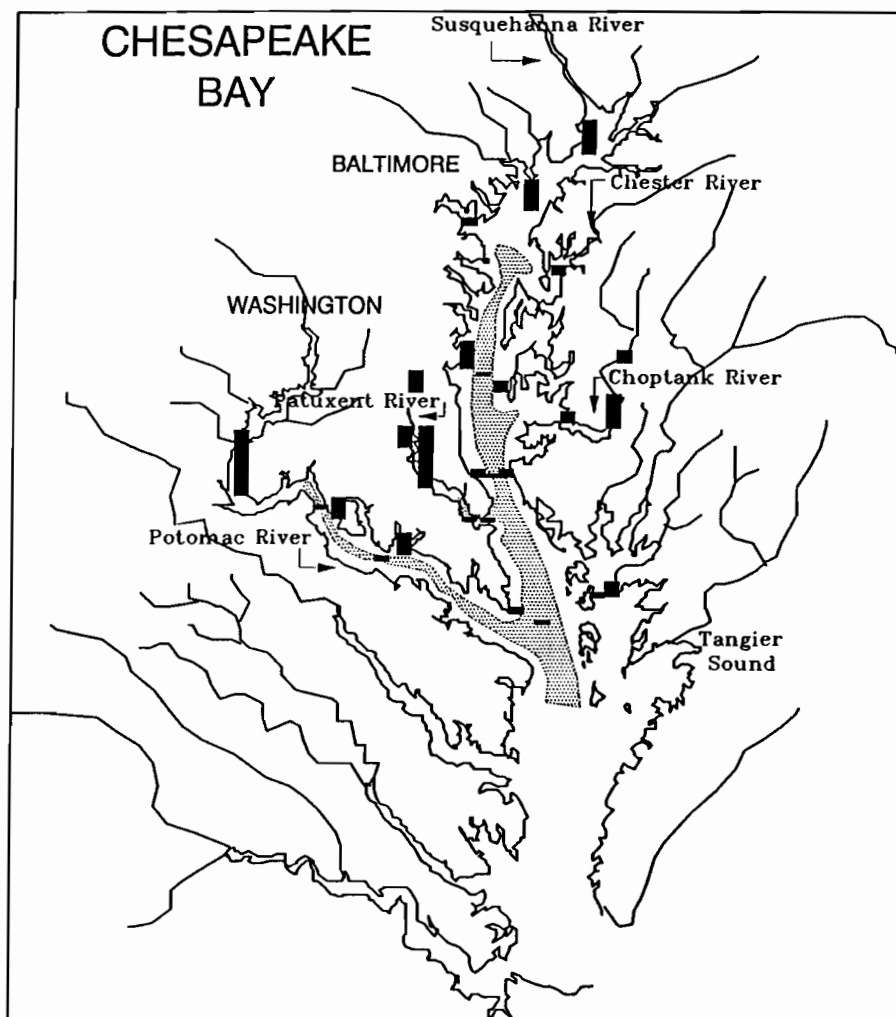 CHESAPEAKE
BAY
Susquehanna River
BALTIMORE
Chester River
WASHINGTON
Choptank River
Patuxent River
Potomac River
Tangier
Sound